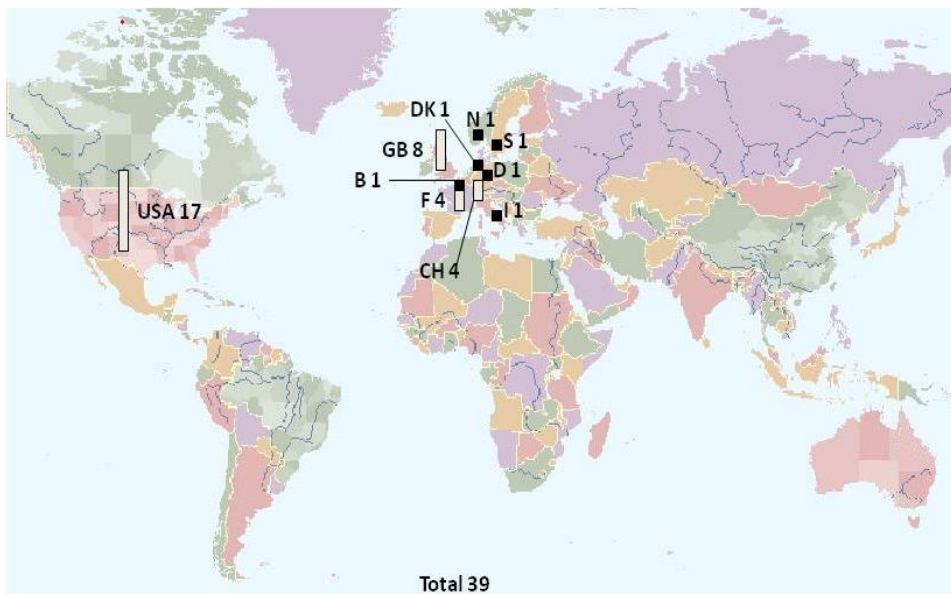 DK 1
N 1
GB 8
S 1
B 1
D 1
F 4
USA 17
I 1
CH 4
Total 39